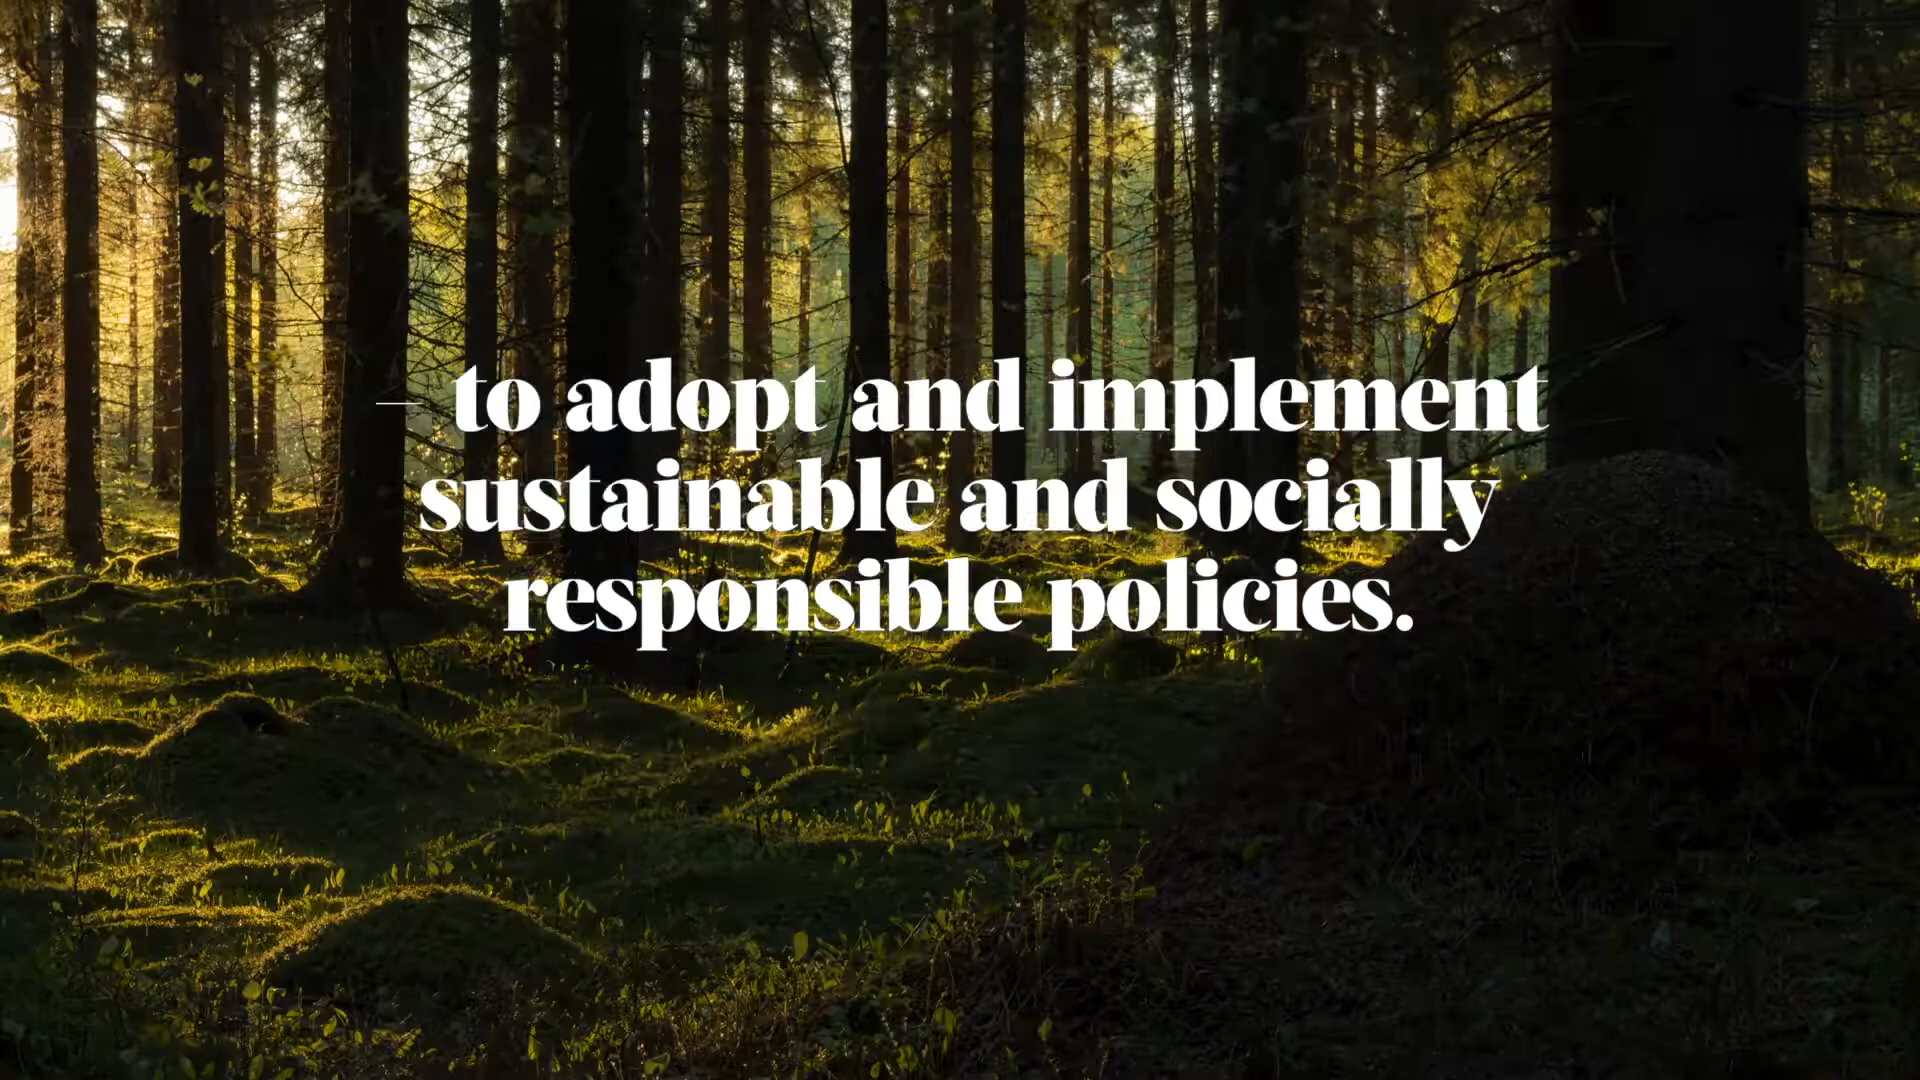 – to adopt and implement
sustainable and socially
responsible policies.